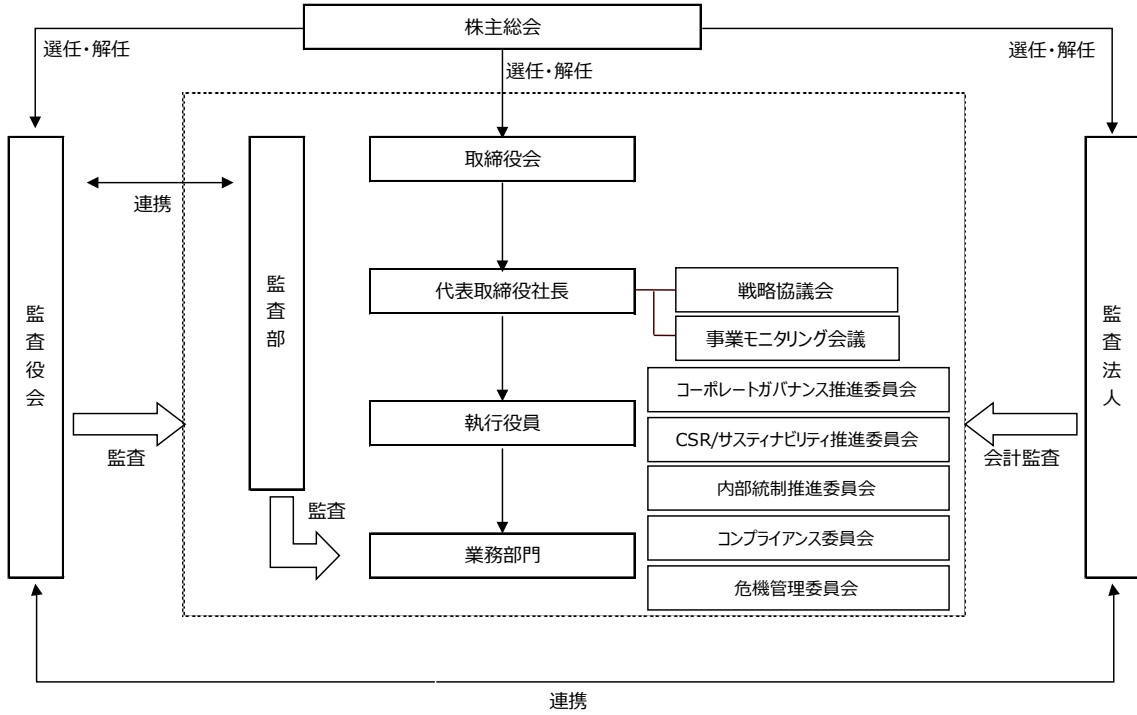 株主総会
選任・解任
選任・解任
選任・解任
取締役会
連携
監査役会
監査部
監査法人
代表取締役社長
戦略協議会
事業モニタリング会議
コーポレートガバナンス推進委員会
執行役員
CSR/サスティナビリティ推進委員会
監査
会計監査
内部統制推進委員会
監査
コンプライアンス委員会
業務部門
危機管理委員会
連携